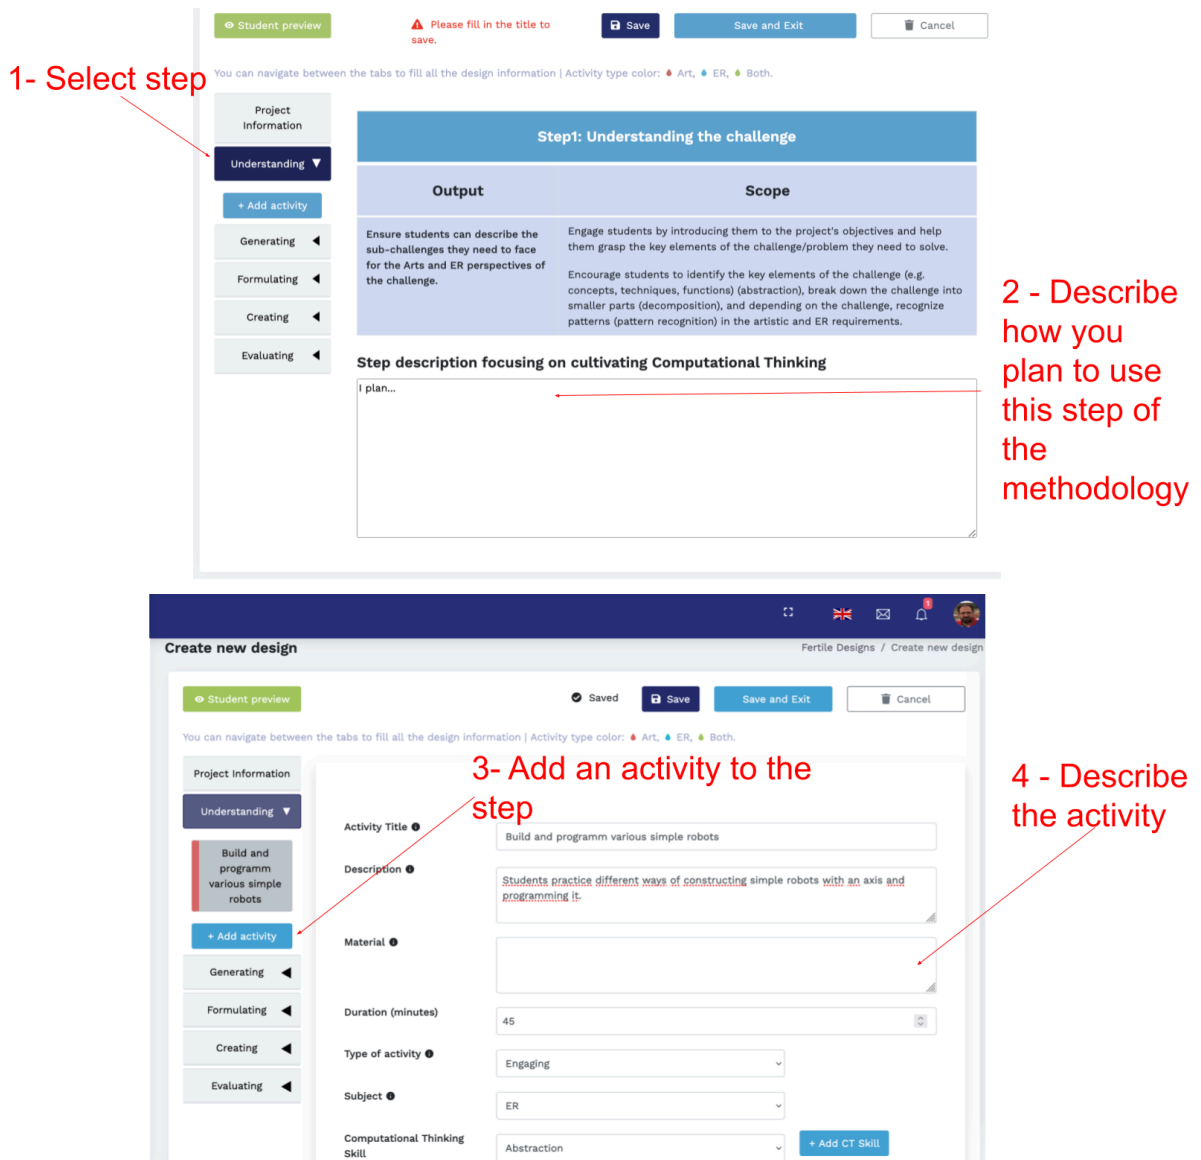 Student preview
Please fill in the title to
save.
Save
Save and Exit
Cancel
1- Select step
You can navigate between the tabs to fill all the design information | Activity type color: Art, ER, Both.
Project
Information
Understanding
+ Add activity
Generating
Formulating
Creating
Evaluating
Step1: Understanding the challenge
Output
Scope
Ensure students can describe the
sub-challenges they need to face
for the Arts and ER perspectives of
the challenge.
Engage students by introducing them to the project's objectives and help
them grasp the key elements of the challenge/problem they need to solve.
Encourage students to identify the key elements of the challenge (e.g.
concepts, techniques, functions) (abstraction), break down the challenge into
smaller parts (decomposition), and depending on the challenge, recognize
patterns (pattern recognition) in the artistic and ER requirements.
Step description focusing on cultivating Computational Thinking
I plan...
2 - Describe
how you
plan to use
this step of
the
methodology
1
Create new design
Fertile Designs / Create new design
Student preview
Saved
Save
Save and Exit
Cancel
You can navigate between the tabs to fill all the design information | Activity type color: Art, ER, Both.
Project Information
Understanding
Build and
programm
various simple
robots
+ Add activity
Generating
Formulating
Creating
Evaluating
3- Add an activity to the
step
4 - Describe
the activity
Activity Title
Build and programm various simple robots
Description
Students practice different ways of constructing simple robots with an axis and
programming it.
Material
Duration (minutes)
45
Type of activity
Engaging
Subject
ER
Computational Thinking
Skill
Abstraction
+ Add CT Skill